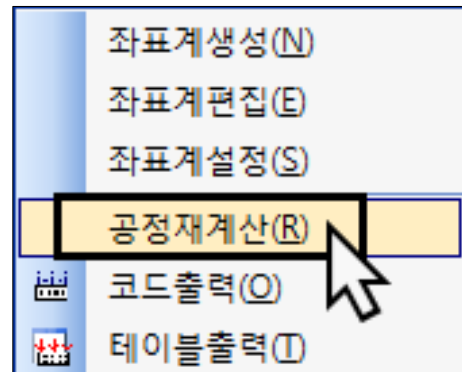 좌표계생성(N)
좌표계편집(E)
좌표계설정(S)
공정재계산(R)
코드출력(O)
테이블출력(T)